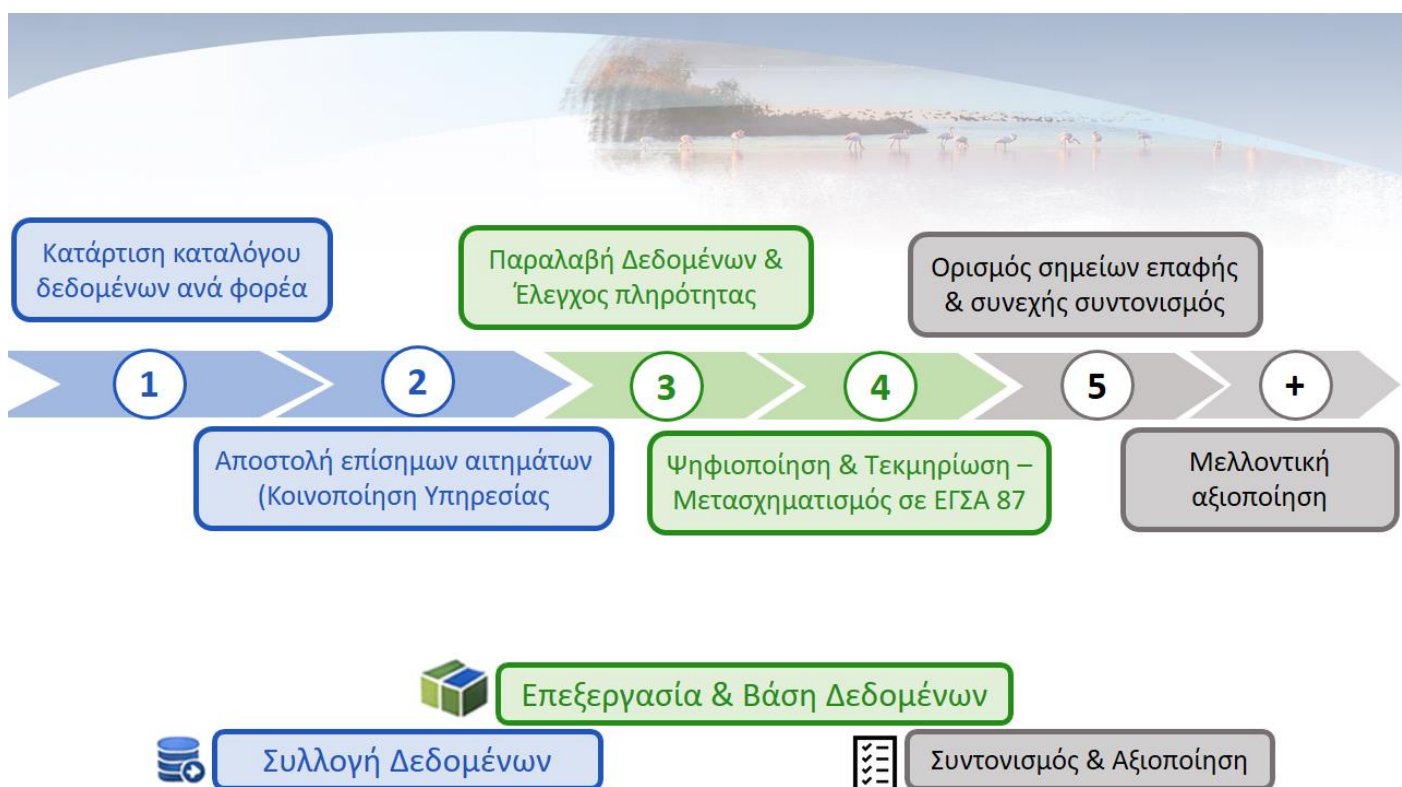 Κατάρτιση καταλόγου
δεδομένων ανά φορέα
Παραλαβή Δεδομένων &
Έλεγχος πληρότητας
Ορισμός σημείων επαφής
& συνεχής συντονισμός
1
2
3
4
5
+
Αποστολή επίσημων αιτημάτων
(Κοινοποίηση Υπηρεσίας
Ψηφιοποίηση & Τεκμηρίωση –
Μετασχηματισμός σε ΕΓΣΑ 87
Μελλοντική
αξιοποίηση
Επεξεργασία & Βάση Δεδομένων
Συλλογή Δεδομένων
Συντονισμός & Αξιοποίηση